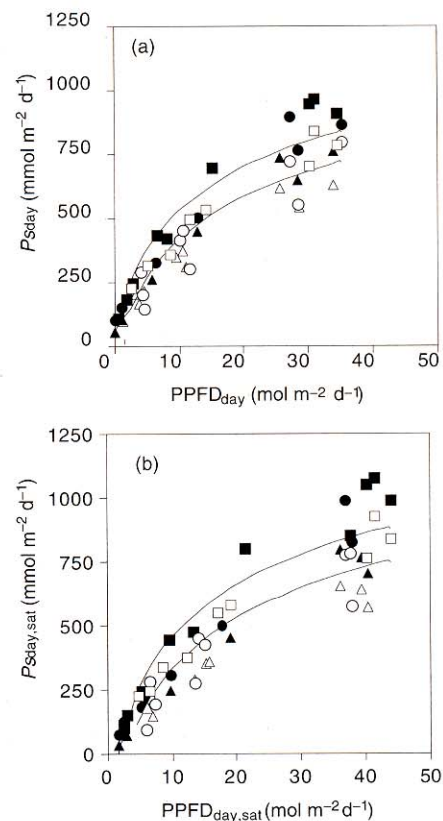 (a)
1250
1000
750
500
250
0
Psday (mmol m–2 d–1)
0 10 20 30 40 50
PPFDday (mol m–2 d–1)
(b)
1250
1000
750
500
250
0
Psday.sat (mmol m–2 d–1)
0 10 20 30 40 50
PPFDday,sat (mol m–2 d–1)